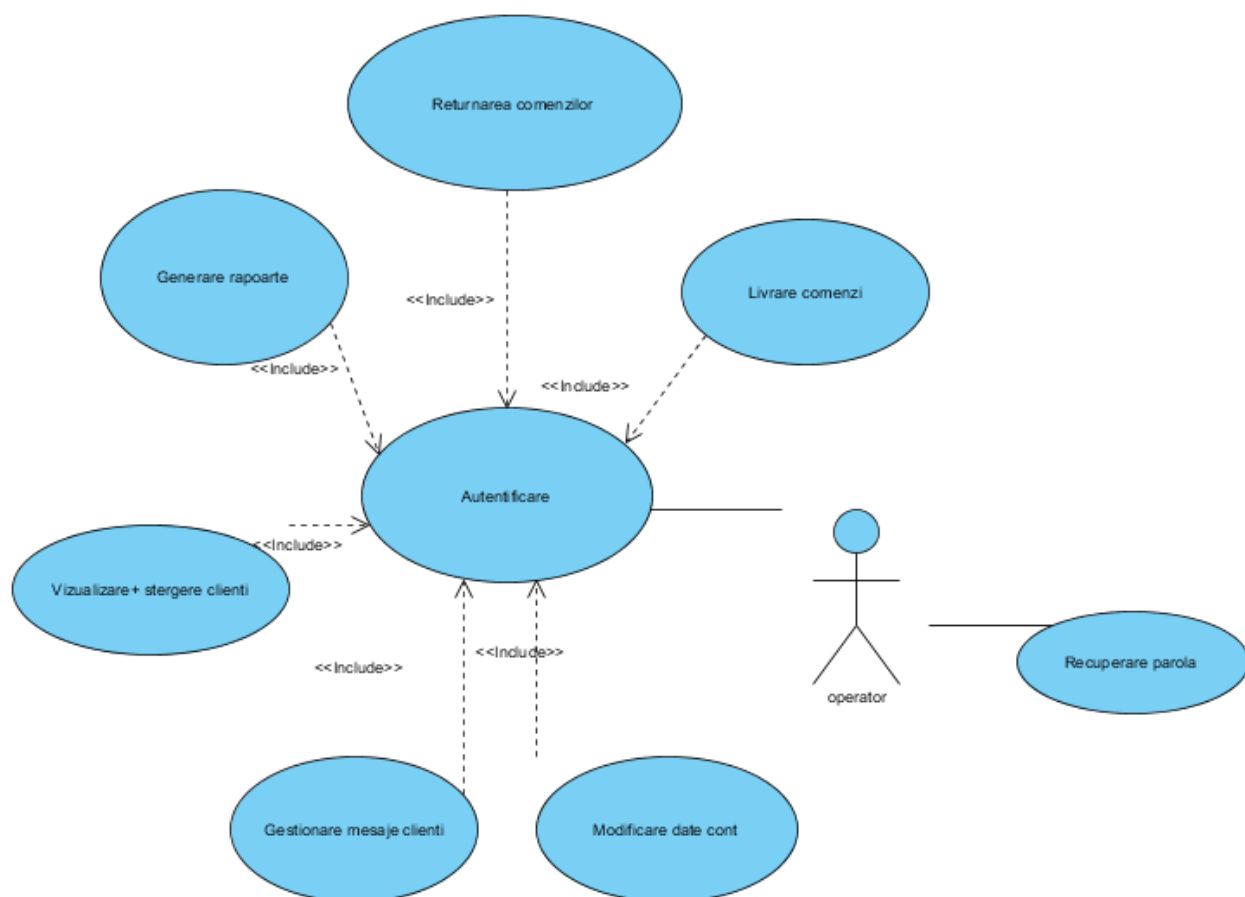 Returnarea comenzilor
Generare rapoarte
Livrare comenzi
<<Include>>
<<Include>>
<<Include>>
Autentificare
<<Include>>
Vizualizare+ stergere clienti
<<Include>>
<<Include>>
Recuperare parola
operator
Gestionare mesaje clienti
Modificare date cont